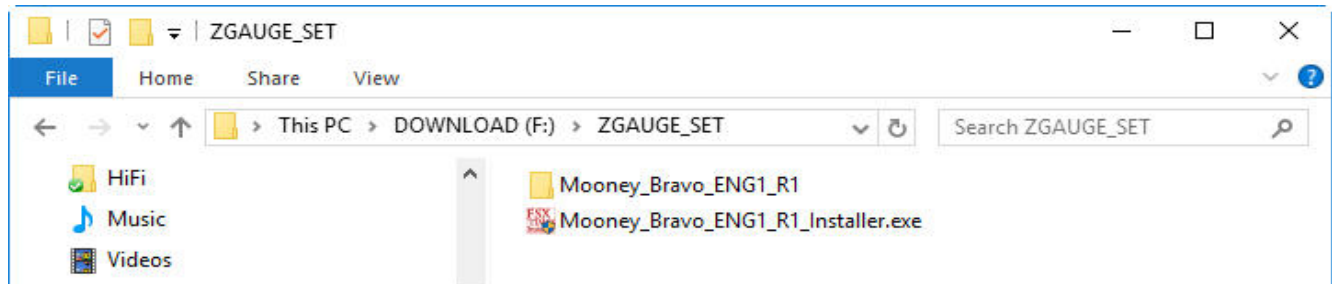 ZGAUGE_SET
File Home Share View
This PC > DOWNLOAD (F:) > ZGAUGE_SET Search ZGAUGE_SET
HiFi
Mooney_Bravo_ENG1_R1
Music
Mooney_Bravo_ENG1_R1_Installer.exe
Videos